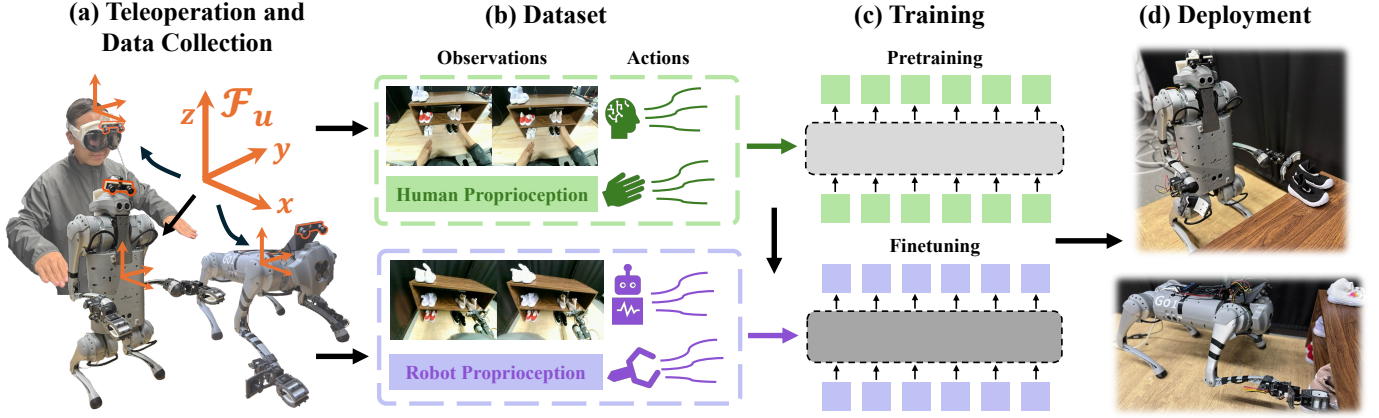 (a) Teleoperation and
Data Collection
z
ℱu
y
x
(b) Dataset
Observations
Actions
Human Proprioception
Robot Proprioception
(c) Training
Pretraining
Finetuning
(d) Deployment
Go1